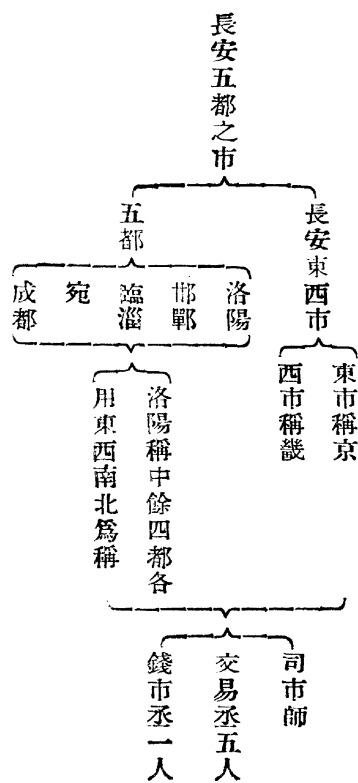 長安五都之市
長安東西市
東市稱京
西市稱畿
五都
洛陽
邯鄲
臨淄
宛
成都
洛陽稱中餘四都各
用東西南北爲稱
司市師
交易丞五人
錢市丞一人